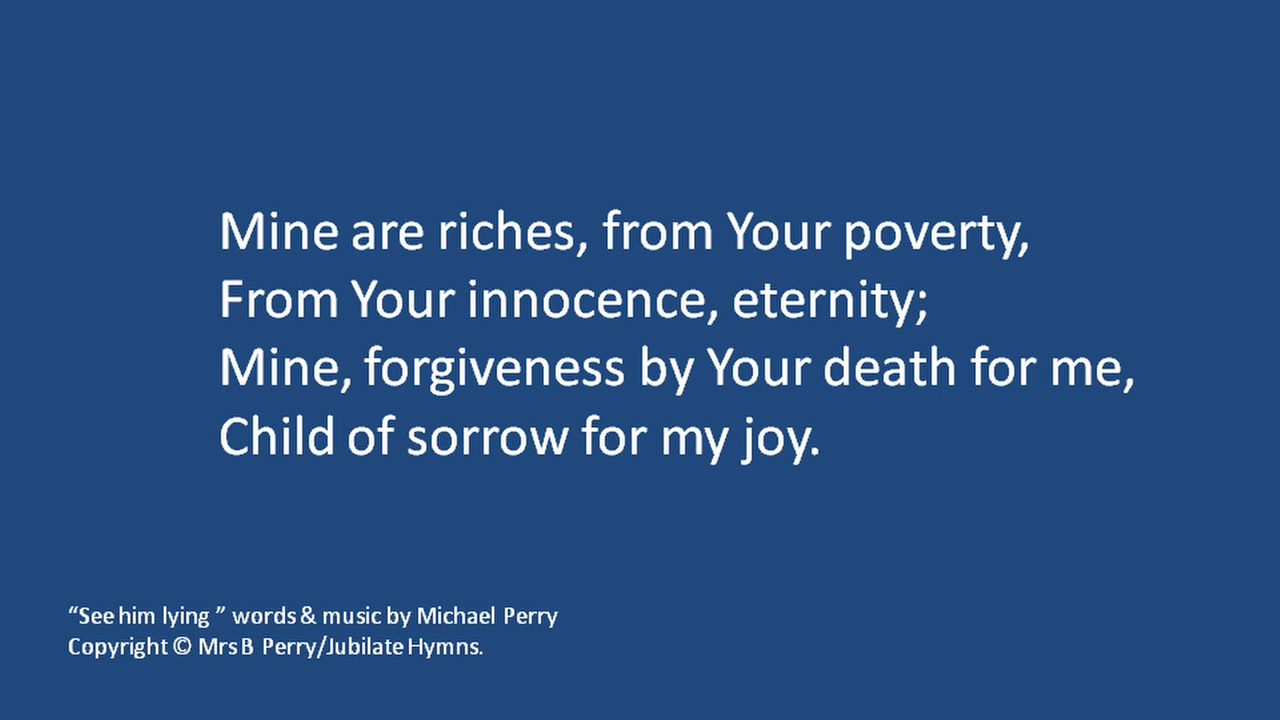 Mine are riches, from Your poverty,
From Your innocence, eternity;
Mine, forgiveness by Your death for me,
Child of sorrow for my joy.
“See him lying ” words & music by Michael Perry
Copyright © Mrs B Perry/Jubilate Hymns.